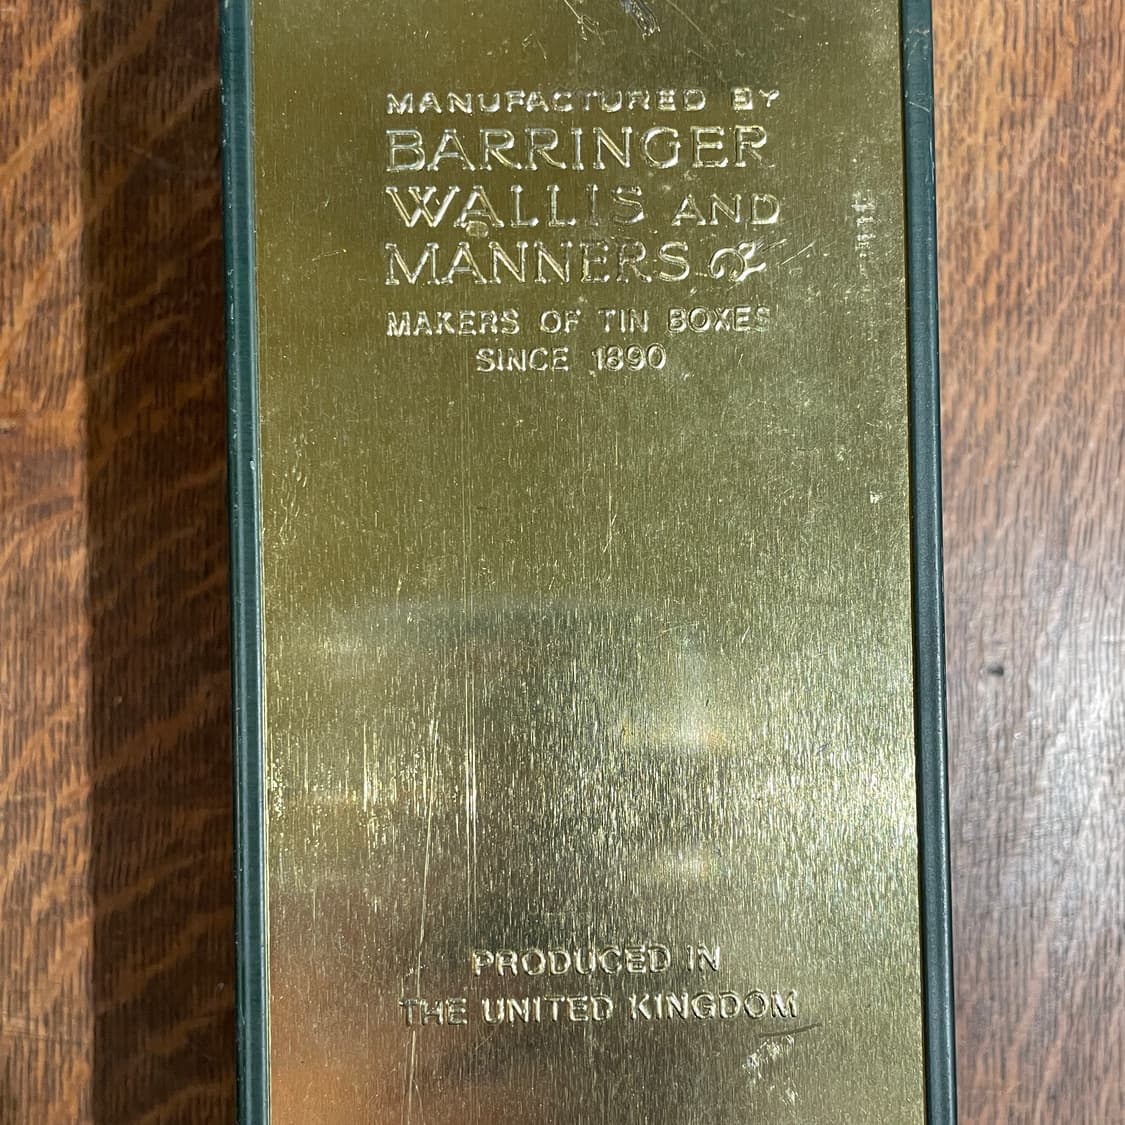 MANUFACTURED BY
BARRINGER
WALLIS AND
MANNERS
MAKERS OF TIN BOXES
SINCE 1890
PRODUCED IN
THE UNITED KINGDOM